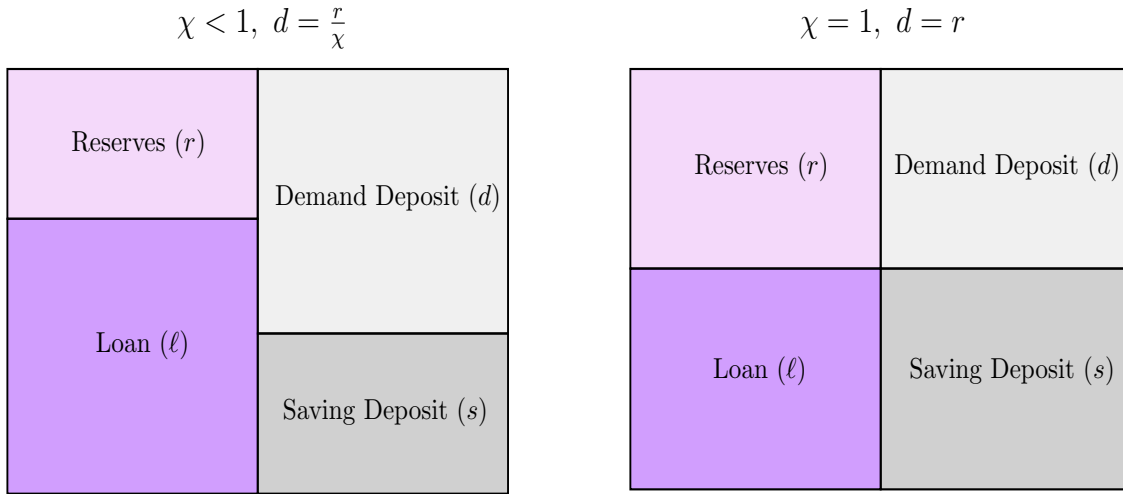 χ < 1, d = r/χ
Reserves (r)
Demand Deposit (d)
Loan (ℓ)
Saving Deposit (s)
χ = 1, d = r
Reserves (r)
Demand Deposit (d)
Loan (ℓ)
Saving Deposit (s)